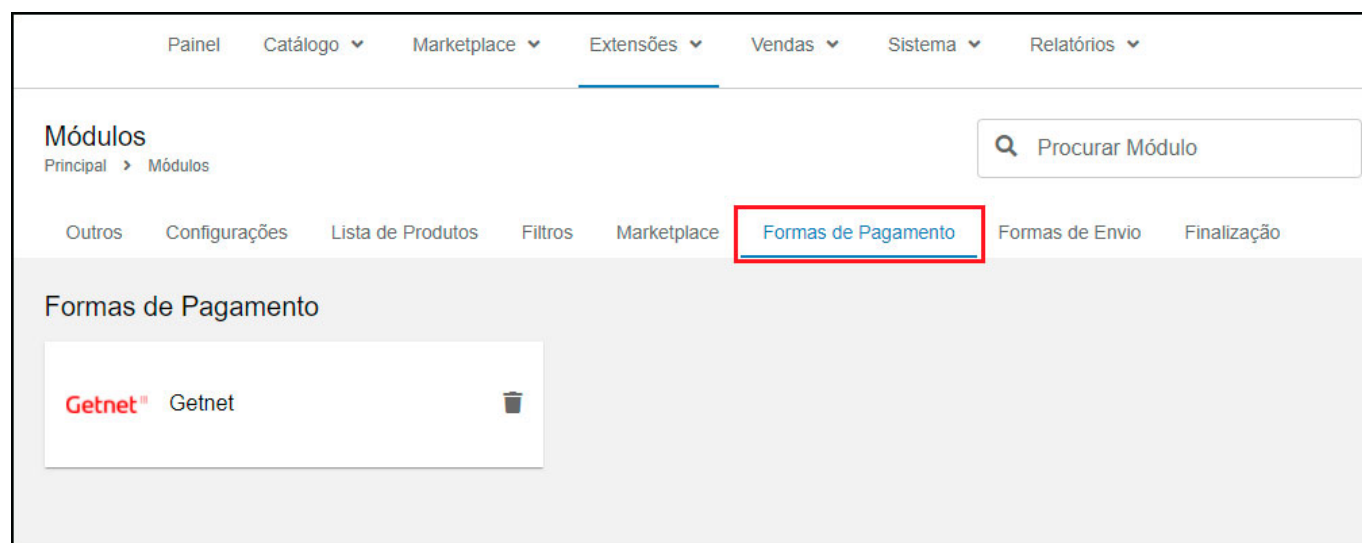 Painel Catálogo Marketplace Extensões Vendas Sistema Relatórios
Módulos
Principal > Módulos
Procurar Módulo
Outros Configurações Lista de Produtos Filtros Marketplace Formas de Pagamento Formas de Envio Finalização
Formas de Pagamento
Getnet Getnet